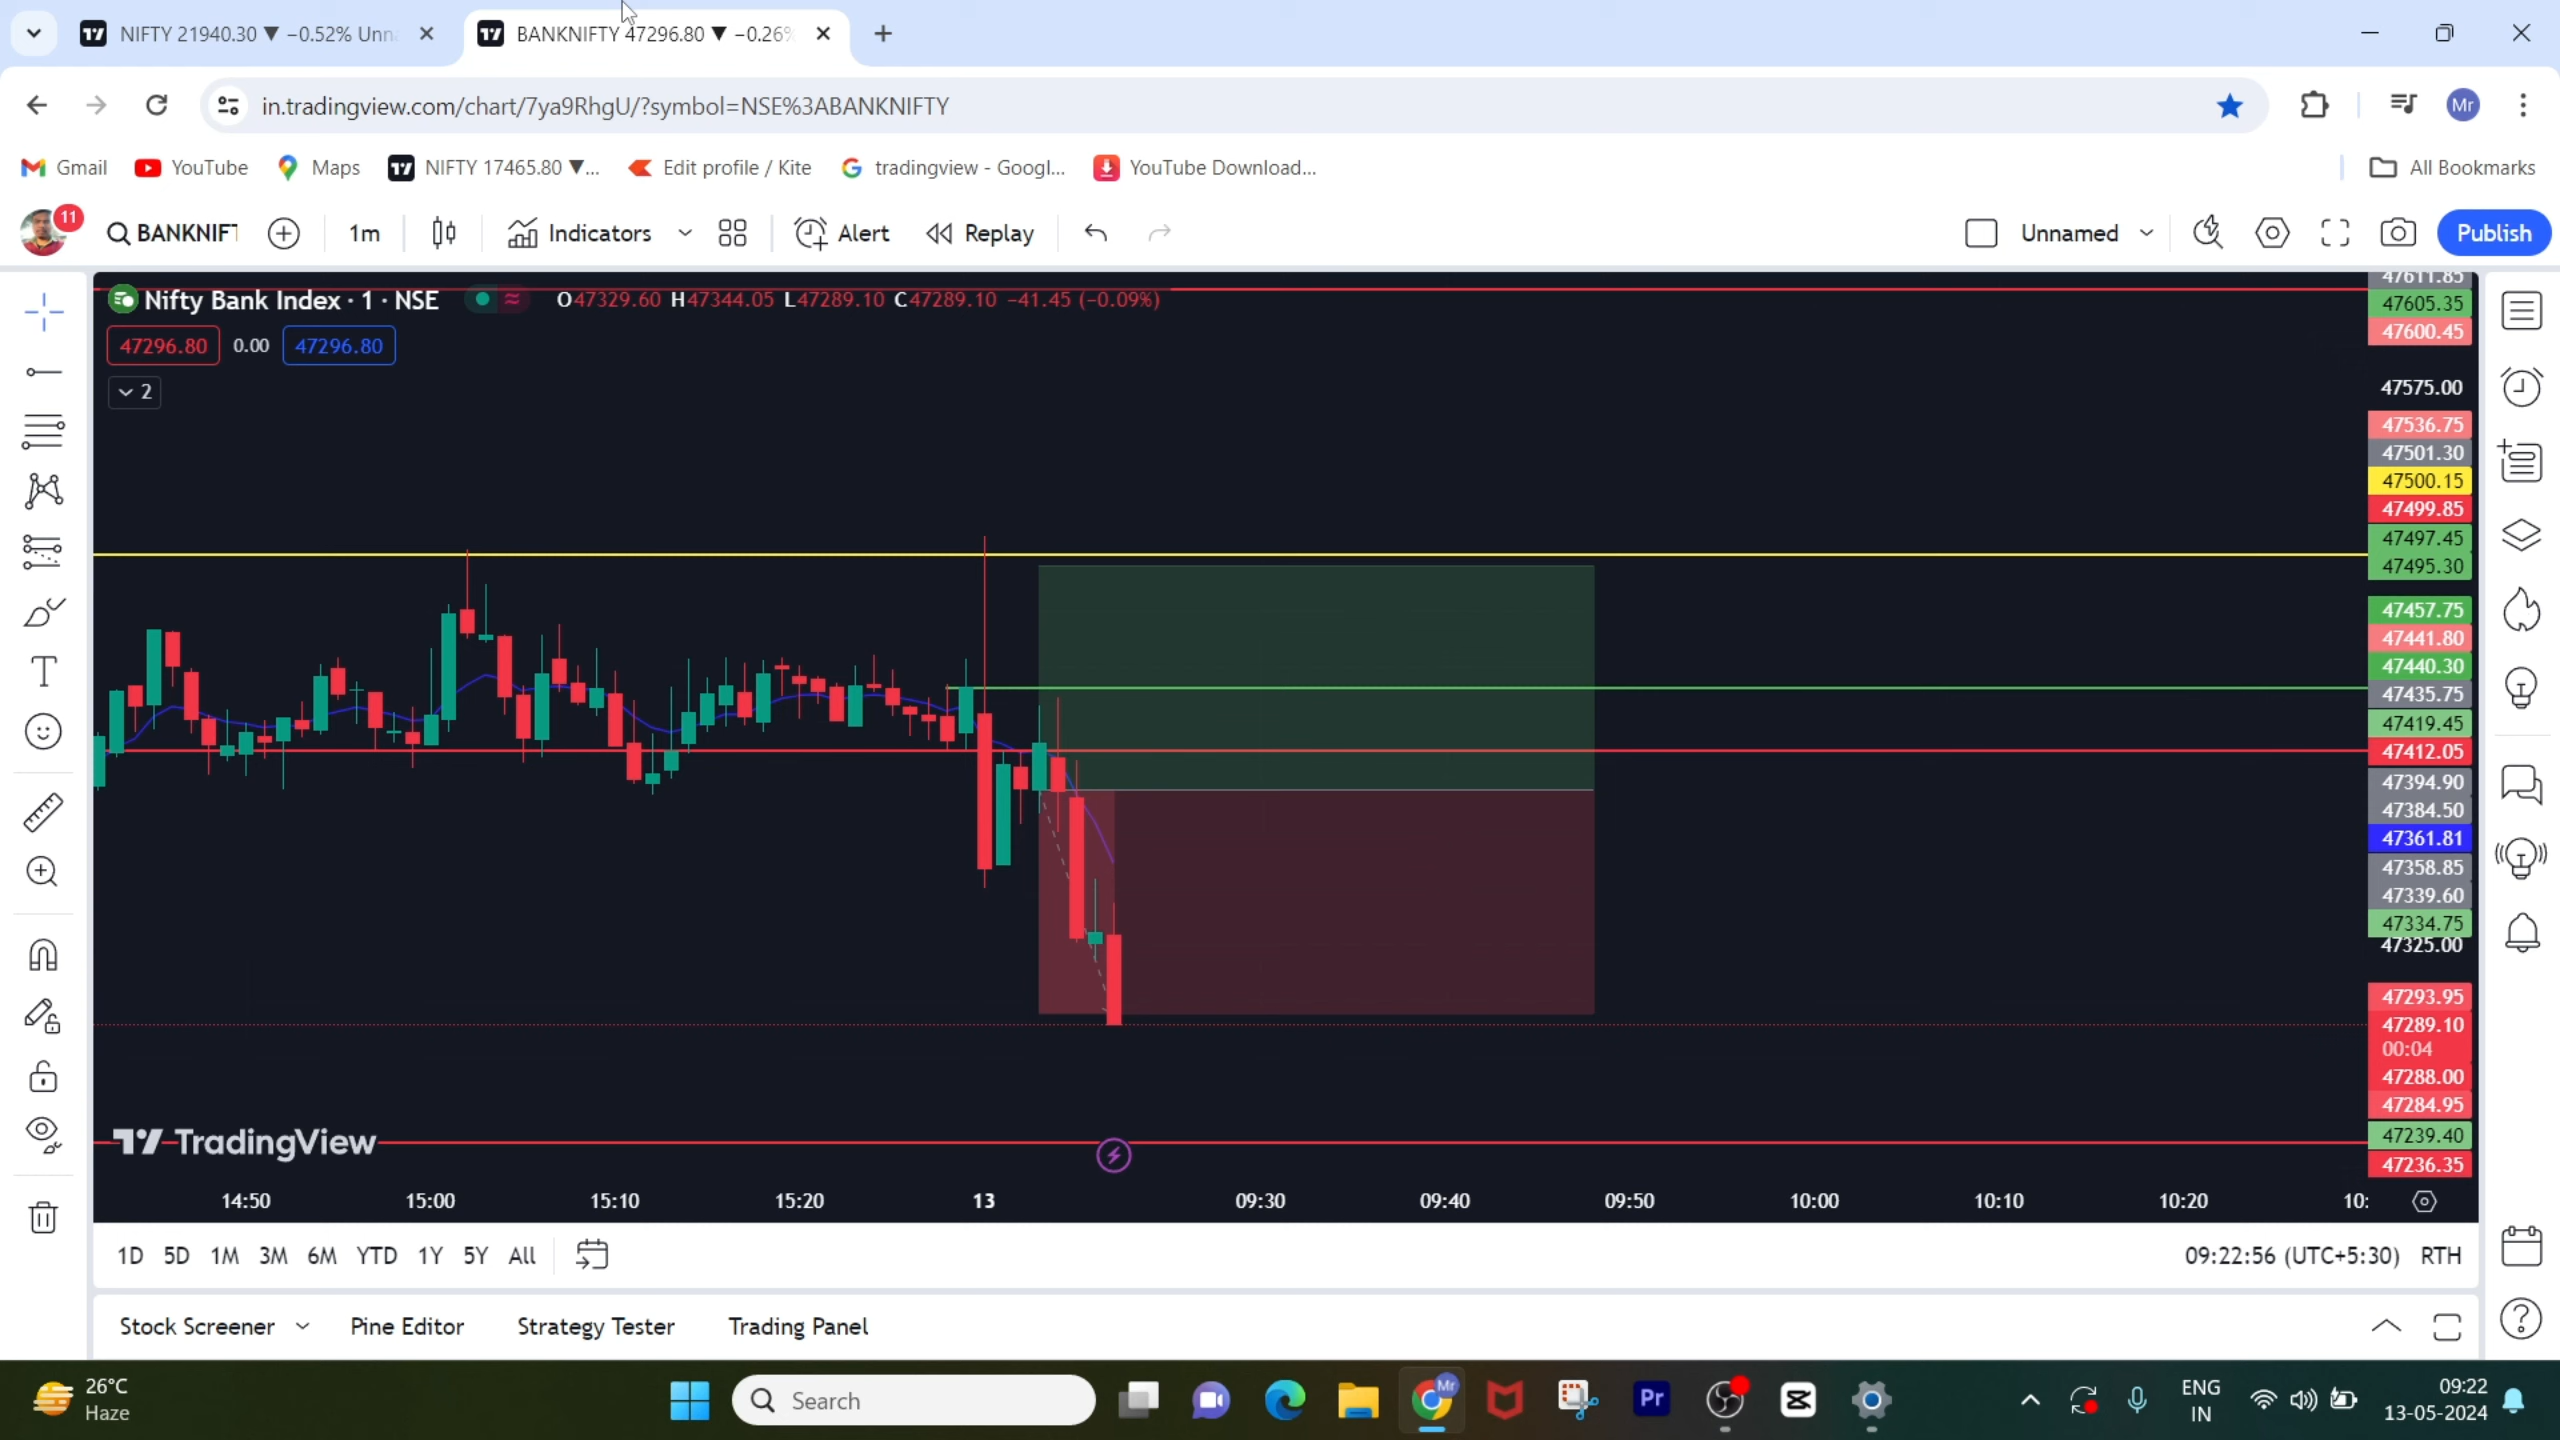 NIFTY 21940.30 ▼ −0.52% Unna
BANKNIFTY 47296.80 ▼ −0.26%
in.tradingview.com/chart/7ya9RhgU/?symbol=NSE%3ABANKNIFTY
Mr
Gmail
YouTube
Maps
NIFTY 17465.80 ▼...
Edit profile / Kite
tradingview - Googl...
YouTube Download...
All Bookmarks
11
BANKNIFT
1m
Indicators
Alert
Replay
Unnamed
Publish
Nifty Bank Index · 1 · NSE
O47329.60 H47344.05 L47289.10 C47289.10 −41.45 (−0.09%)
47296.80 0.00 47296.80
2
47611.85
47605.35
47600.45
47575.00
47536.75
47501.30
47500.15
47499.85
47497.45
47495.30
47457.75
47441.80
47440.30
47435.75
47419.45
47412.05
47394.90
47384.50
47361.81
47358.85
47339.60
47334.75
47325.00
47293.95
47289.10
00:04
47288.00
47284.95
47239.40
47236.35
TradingView
14:50 15:00 15:10 15:20 13 09:30 09:40 09:50 10:00 10:10 10:20 10:
1D 5D 1M 3M 6M YTD 1Y 5Y All
09:22:56 (UTC+5:30) RTH
Stock Screener Pine Editor Strategy Tester Trading Panel
26°C
Haze
Search
Mr
Pr
ENG
IN
09:22
13-05-2024